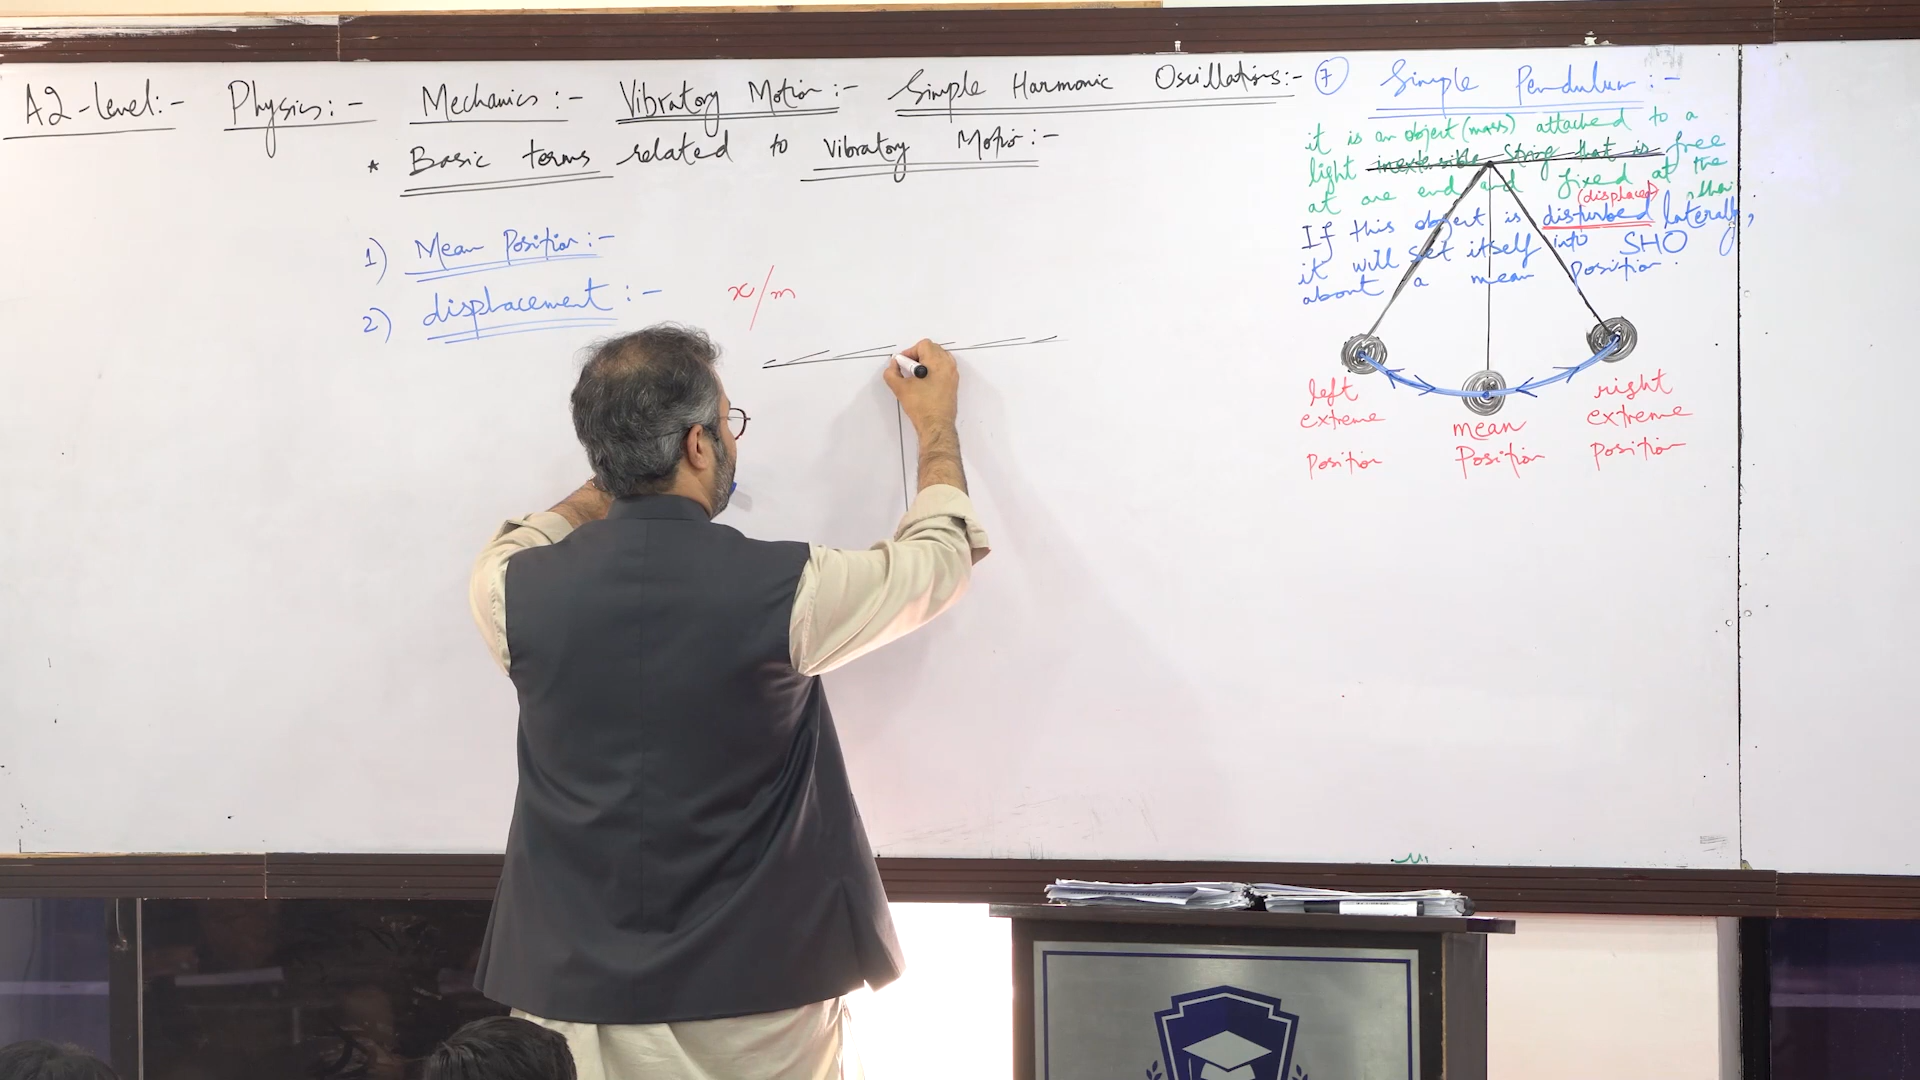 A2-level:- Physics:- Mechanics:- Vibratory Motion:- Simple Harmonic Oscillations:-
* Basic terms related to Vibratory Motion:-
1) Mean Position:-
2) displacement:- x/m
7 Simple Pendulum:-
it is an object (mass) attached to a
light inextensible string that is free
at one end and fixed at the
(displaced)
If this object is disturbed laterally,
it will set itself into SHO
about a mean position.
left
extreme
Position
mean
Position
right
extreme
Position